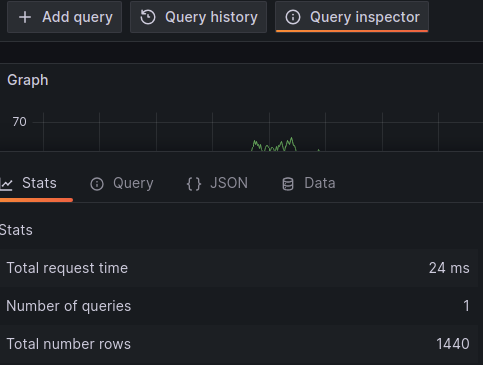 Add query Query history Query inspector
Graph
70
Stats Query JSON Data
Stats
Total request time 24 ms
Number of queries 1
Total number rows 1440